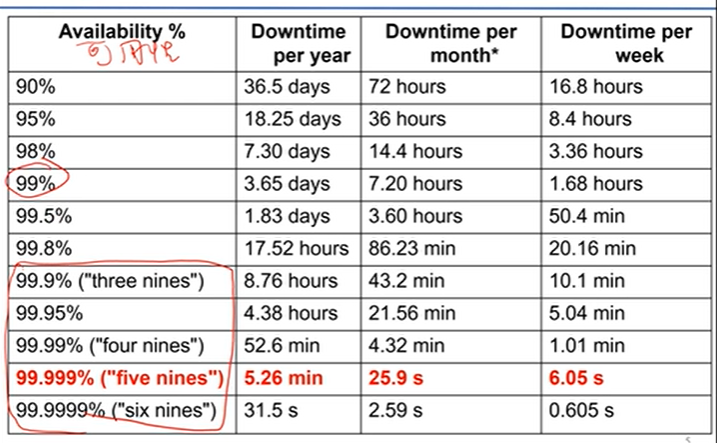 Availability % Downtime per year Downtime per month* Downtime per week
90% 36.5 days 72 hours 16.8 hours
95% 18.25 days 36 hours 8.4 hours
98% 7.30 days 14.4 hours 3.36 hours
99% 3.65 days 7.20 hours 1.68 hours
99.5% 1.83 days 3.60 hours 50.4 min
99.8% 17.52 hours 86.23 min 20.16 min
99.9% ("three nines") 8.76 hours 43.2 min 10.1 min
99.95% 4.38 hours 21.56 min 5.04 min
99.99% ("four nines") 52.6 min 4.32 min 1.01 min
99.999% ("five nines") 5.26 min 25.9 s 6.05 s
99.9999% ("six nines") 31.5 s 2.59 s 0.605 s